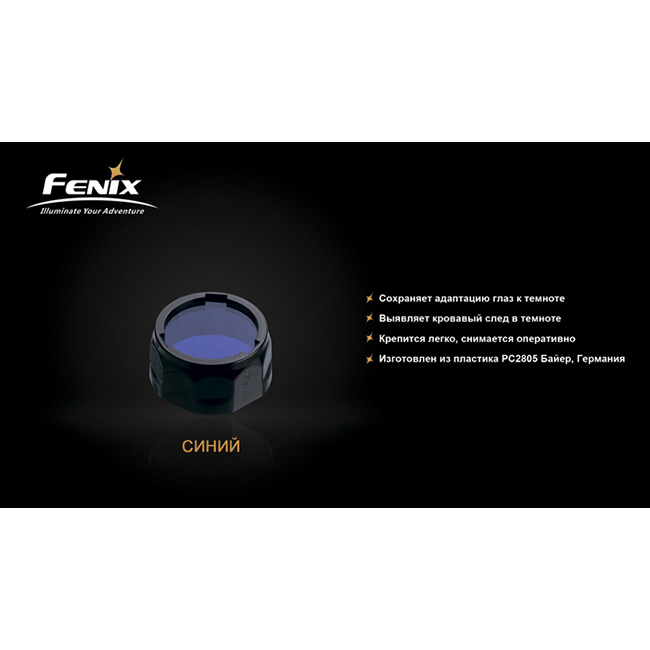 FENIX
Illuminate Your Adventure
Сохраняет адаптацию глаз к темноте
Выявляет кровавый след в темноте
Крепится легко, снимается оперативно
Изготовлен из пластика PC2805 Байер, Германия
СИНИЙ